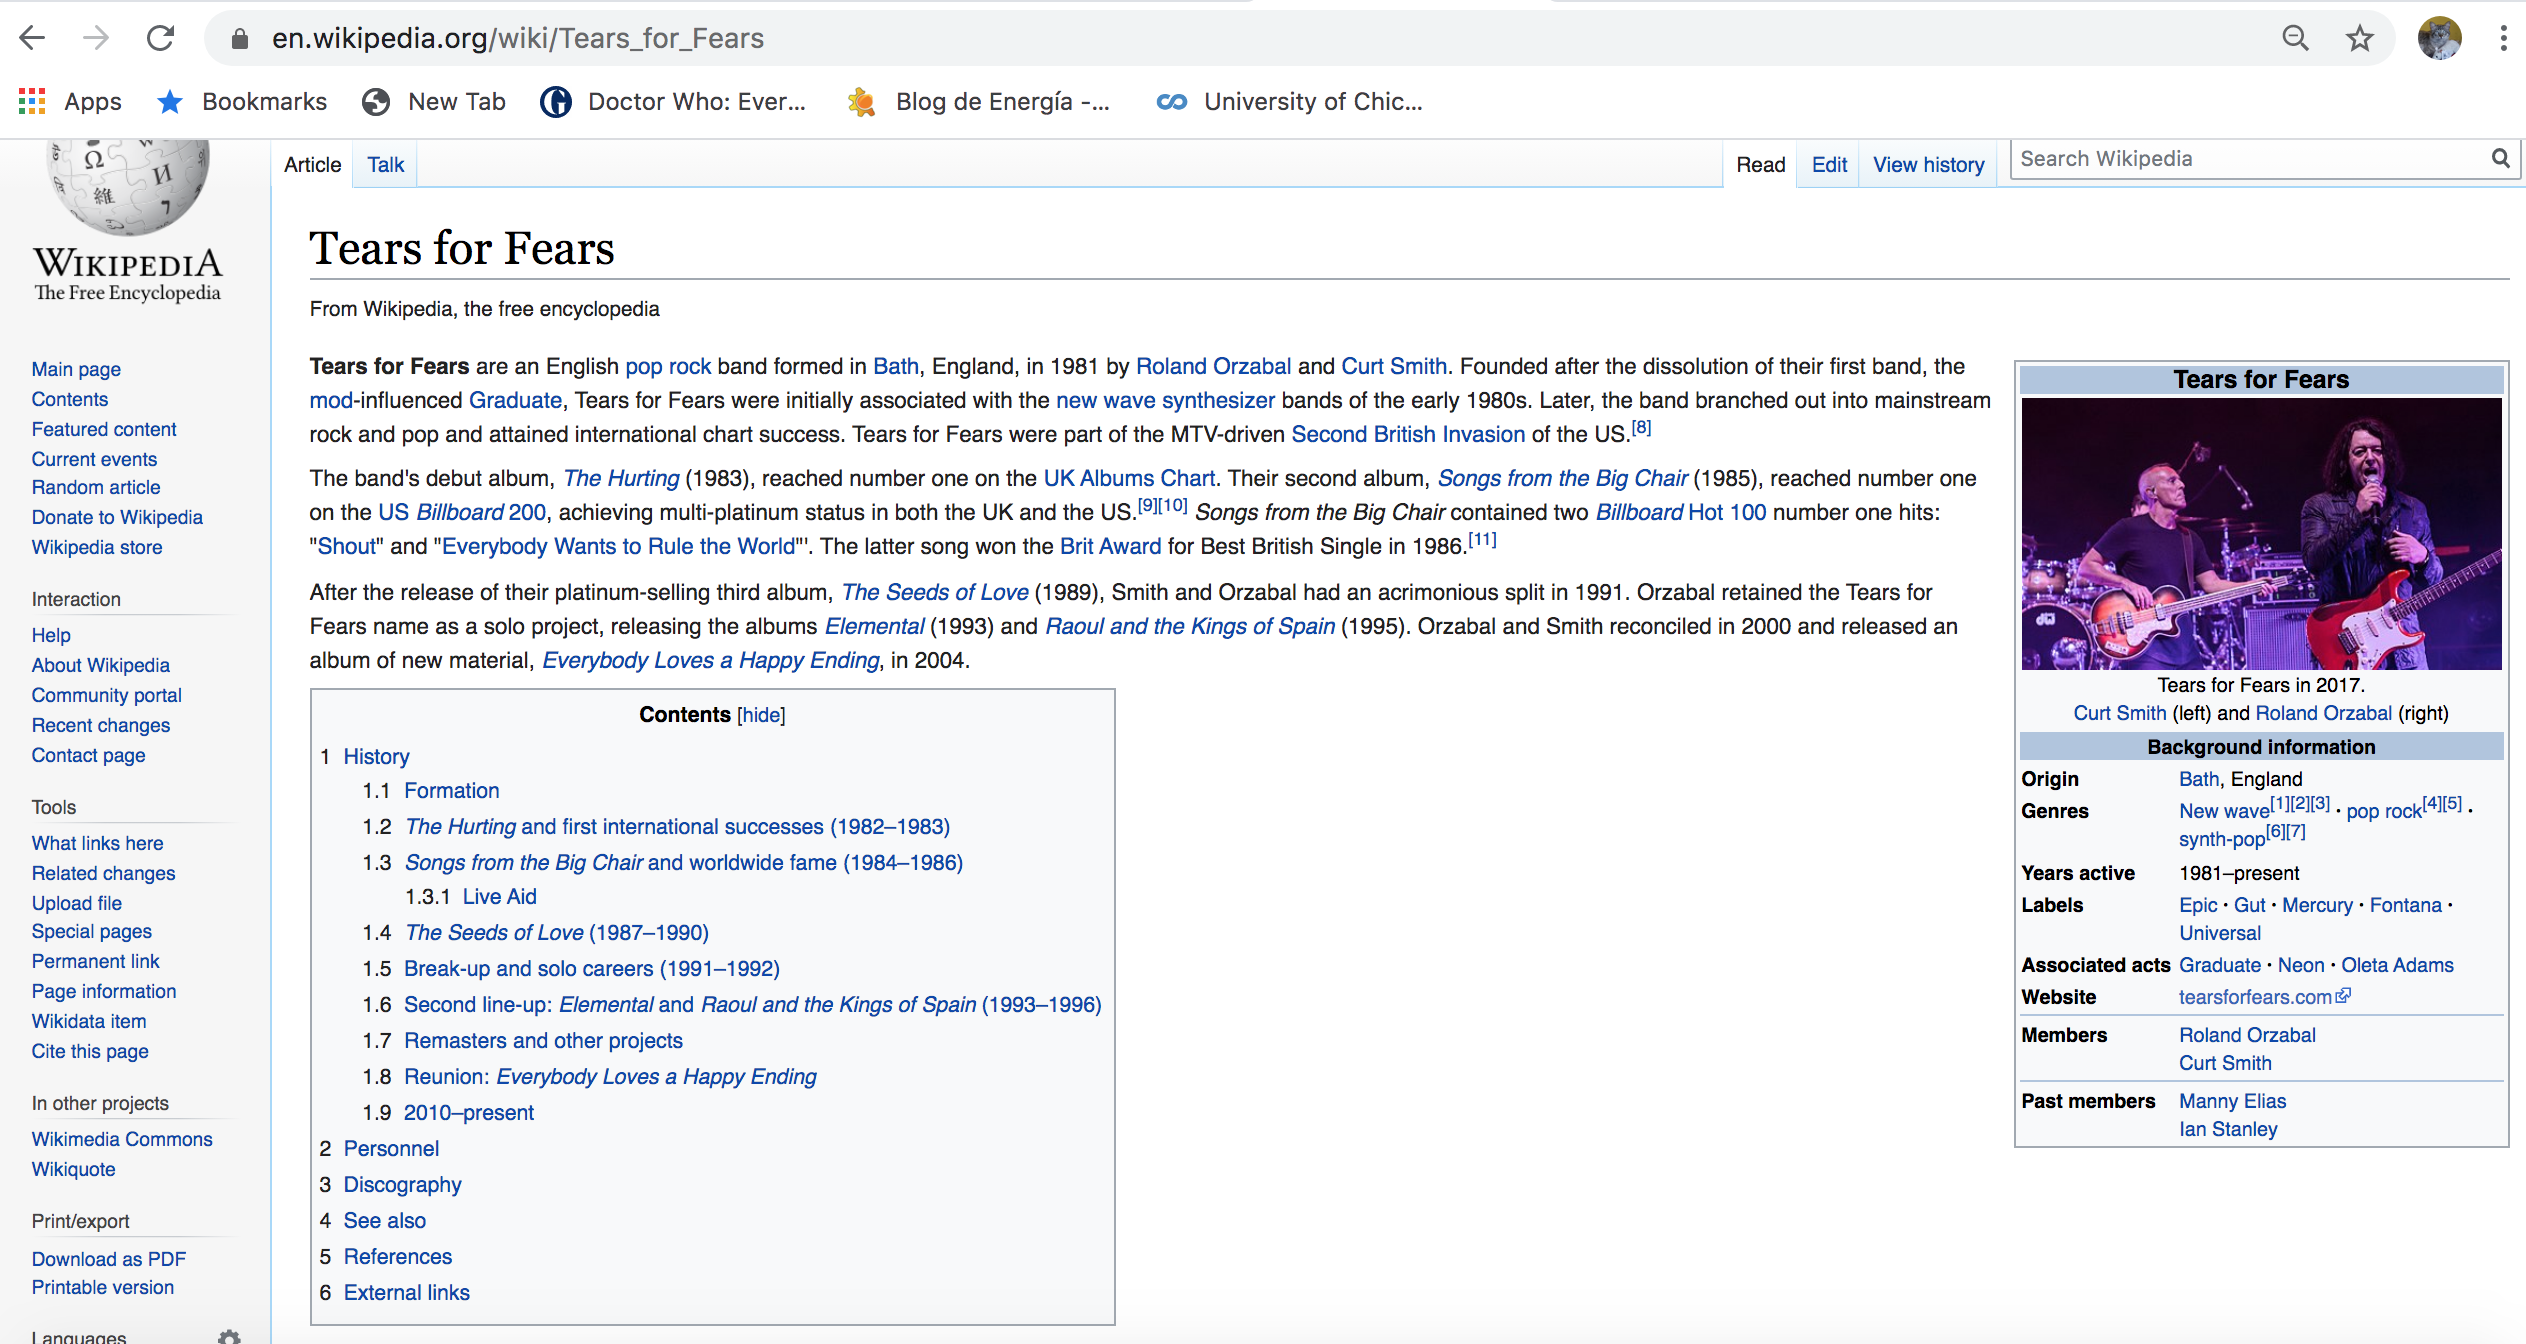 en.wikipedia.org/wiki/Tears_for_Fears
Apps Bookmarks New Tab Doctor Who: Ever... Blog de Energía -... University of Chic...
WIKIPEDIA
The Free Encyclopedia
Main page
Contents
Featured content
Current events
Random article
Donate to Wikipedia
Wikipedia store
Interaction
Help
About Wikipedia
Community portal
Recent changes
Contact page
Tools
What links here
Related changes
Upload file
Special pages
Permanent link
Page information
Wikidata item
Cite this page
In other projects
Wikimedia Commons
Wikiquote
Print/export
Download as PDF
Printable version
Languages
Article Talk Read Edit View history Search Wikipedia
Tears for Fears
From Wikipedia, the free encyclopedia
Tears for Fears are an English pop rock band formed in Bath, England, in 1981 by Roland Orzabal and Curt Smith. Founded after the dissolution of their first band, the
mod-influenced Graduate, Tears for Fears were initially associated with the new wave synthesizer bands of the early 1980s. Later, the band branched out into mainstream
rock and pop and attained international chart success. Tears for Fears were part of the MTV-driven Second British Invasion of the US.[8]
The band's debut album, The Hurting (1983), reached number one on the UK Albums Chart. Their second album, Songs from the Big Chair (1985), reached number one
on the US Billboard 200, achieving multi-platinum status in both the UK and the US.[9][10] Songs from the Big Chair contained two Billboard Hot 100 number one hits:
"Shout" and "Everybody Wants to Rule the World"'. The latter song won the Brit Award for Best British Single in 1986.[11]
After the release of their platinum-selling third album, The Seeds of Love (1989), Smith and Orzabal had an acrimonious split in 1991. Orzabal retained the Tears for
Fears name as a solo project, releasing the albums Elemental (1993) and Raoul and the Kings of Spain (1995). Orzabal and Smith reconciled in 2000 and released an
album of new material, Everybody Loves a Happy Ending, in 2004.
Contents [hide]
1 History
1.1 Formation
1.2 The Hurting and first international successes (1982–1983)
1.3 Songs from the Big Chair and worldwide fame (1984–1986)
1.3.1 Live Aid
1.4 The Seeds of Love (1987–1990)
1.5 Break-up and solo careers (1991–1992)
1.6 Second line-up: Elemental and Raoul and the Kings of Spain (1993–1996)
1.7 Remasters and other projects
1.8 Reunion: Everybody Loves a Happy Ending
1.9 2010–present
2 Personnel
3 Discography
4 See also
5 References
6 External links
Tears for Fears
dw
Tears for Fears in 2017.
Curt Smith (left) and Roland Orzabal (right)
Background information
Origin Bath, England
Genres New wave[1][2][3] · pop rock[4][5] ·
synth-pop[6][7]
Years active 1981–present
Labels Epic · Gut · Mercury · Fontana ·
Universal
Associated acts Graduate · Neon · Oleta Adams
Website tearsforfears.com
Members Roland Orzabal
Curt Smith
Past members Manny Elias
Ian Stanley